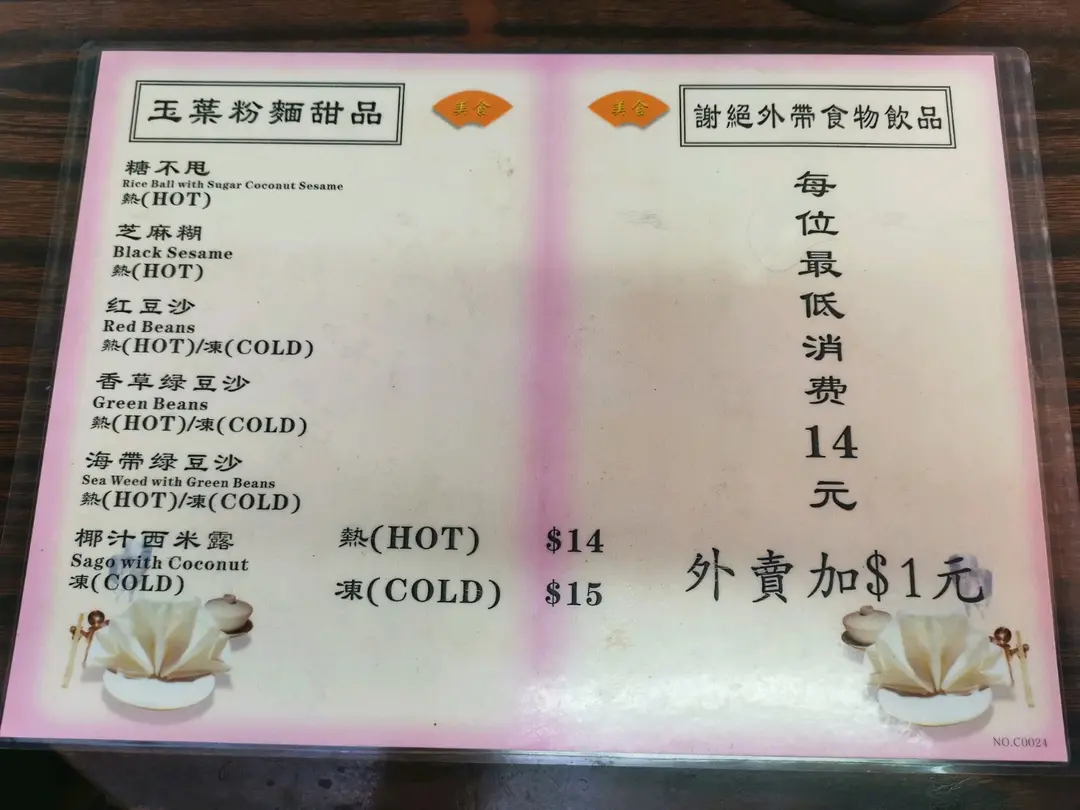 玉葉粉麵甜品
美食
糖不甩
Rice Ball with Sugar Coconut Sesame
熱(HOT)
芝麻糊
Black Sesame
熱(HOT)
红豆沙
Red Beans
熱(HOT)/凍(COLD)
香草绿豆沙
Green Beans
熱(HOT)/凍(COLD)
海帶绿豆沙
Sea Weed with Green Beans
熱(HOT)/凍(COLD)
椰汁西米露
Sago with Coconut
凍(COLD)
熱(HOT) $14
凍(COLD) $15
美食
謝絕外帶食物飲品
每位最低消费14元
外賣加$1元
NO.C0024